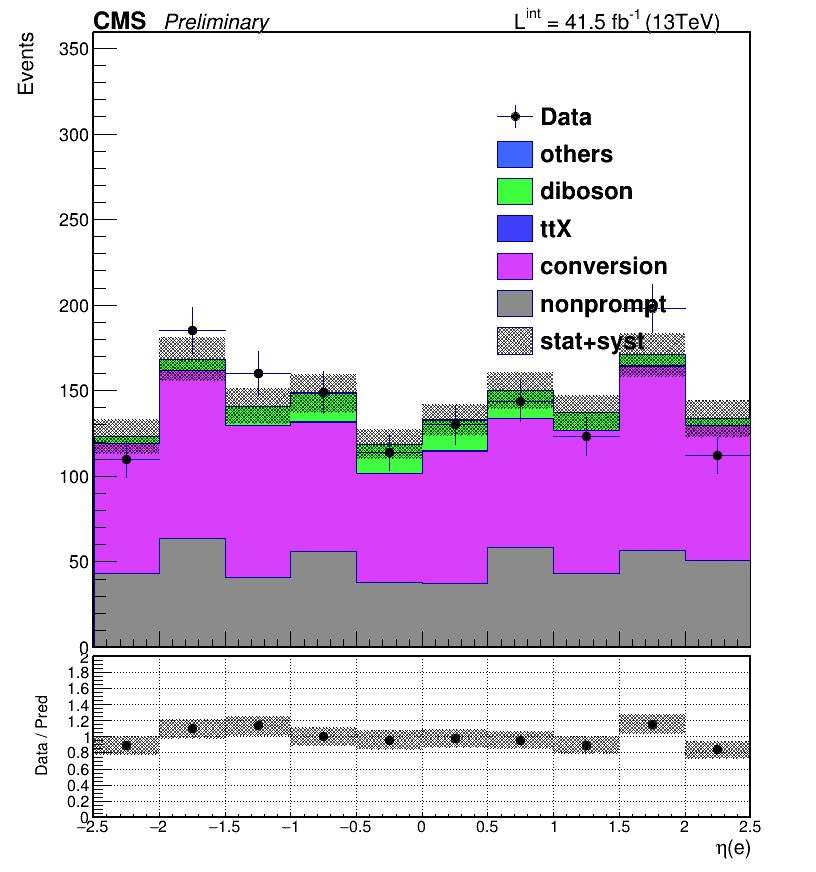 CMS Preliminary L^int = 41.5 fb^-1 (13TeV)
Events
350
300
250
200
150
100
50
0
Data
others
diboson
ttX
conversion
nonprompt
stat+syst
Data / Pred
2
1.8
1.6
1.4
1.2
1
0.8
0.6
0.4
0.2
0
−2.5 −2 −1.5 −1 −0.5 0 0.5 1 1.5 2 2.5
η(e)